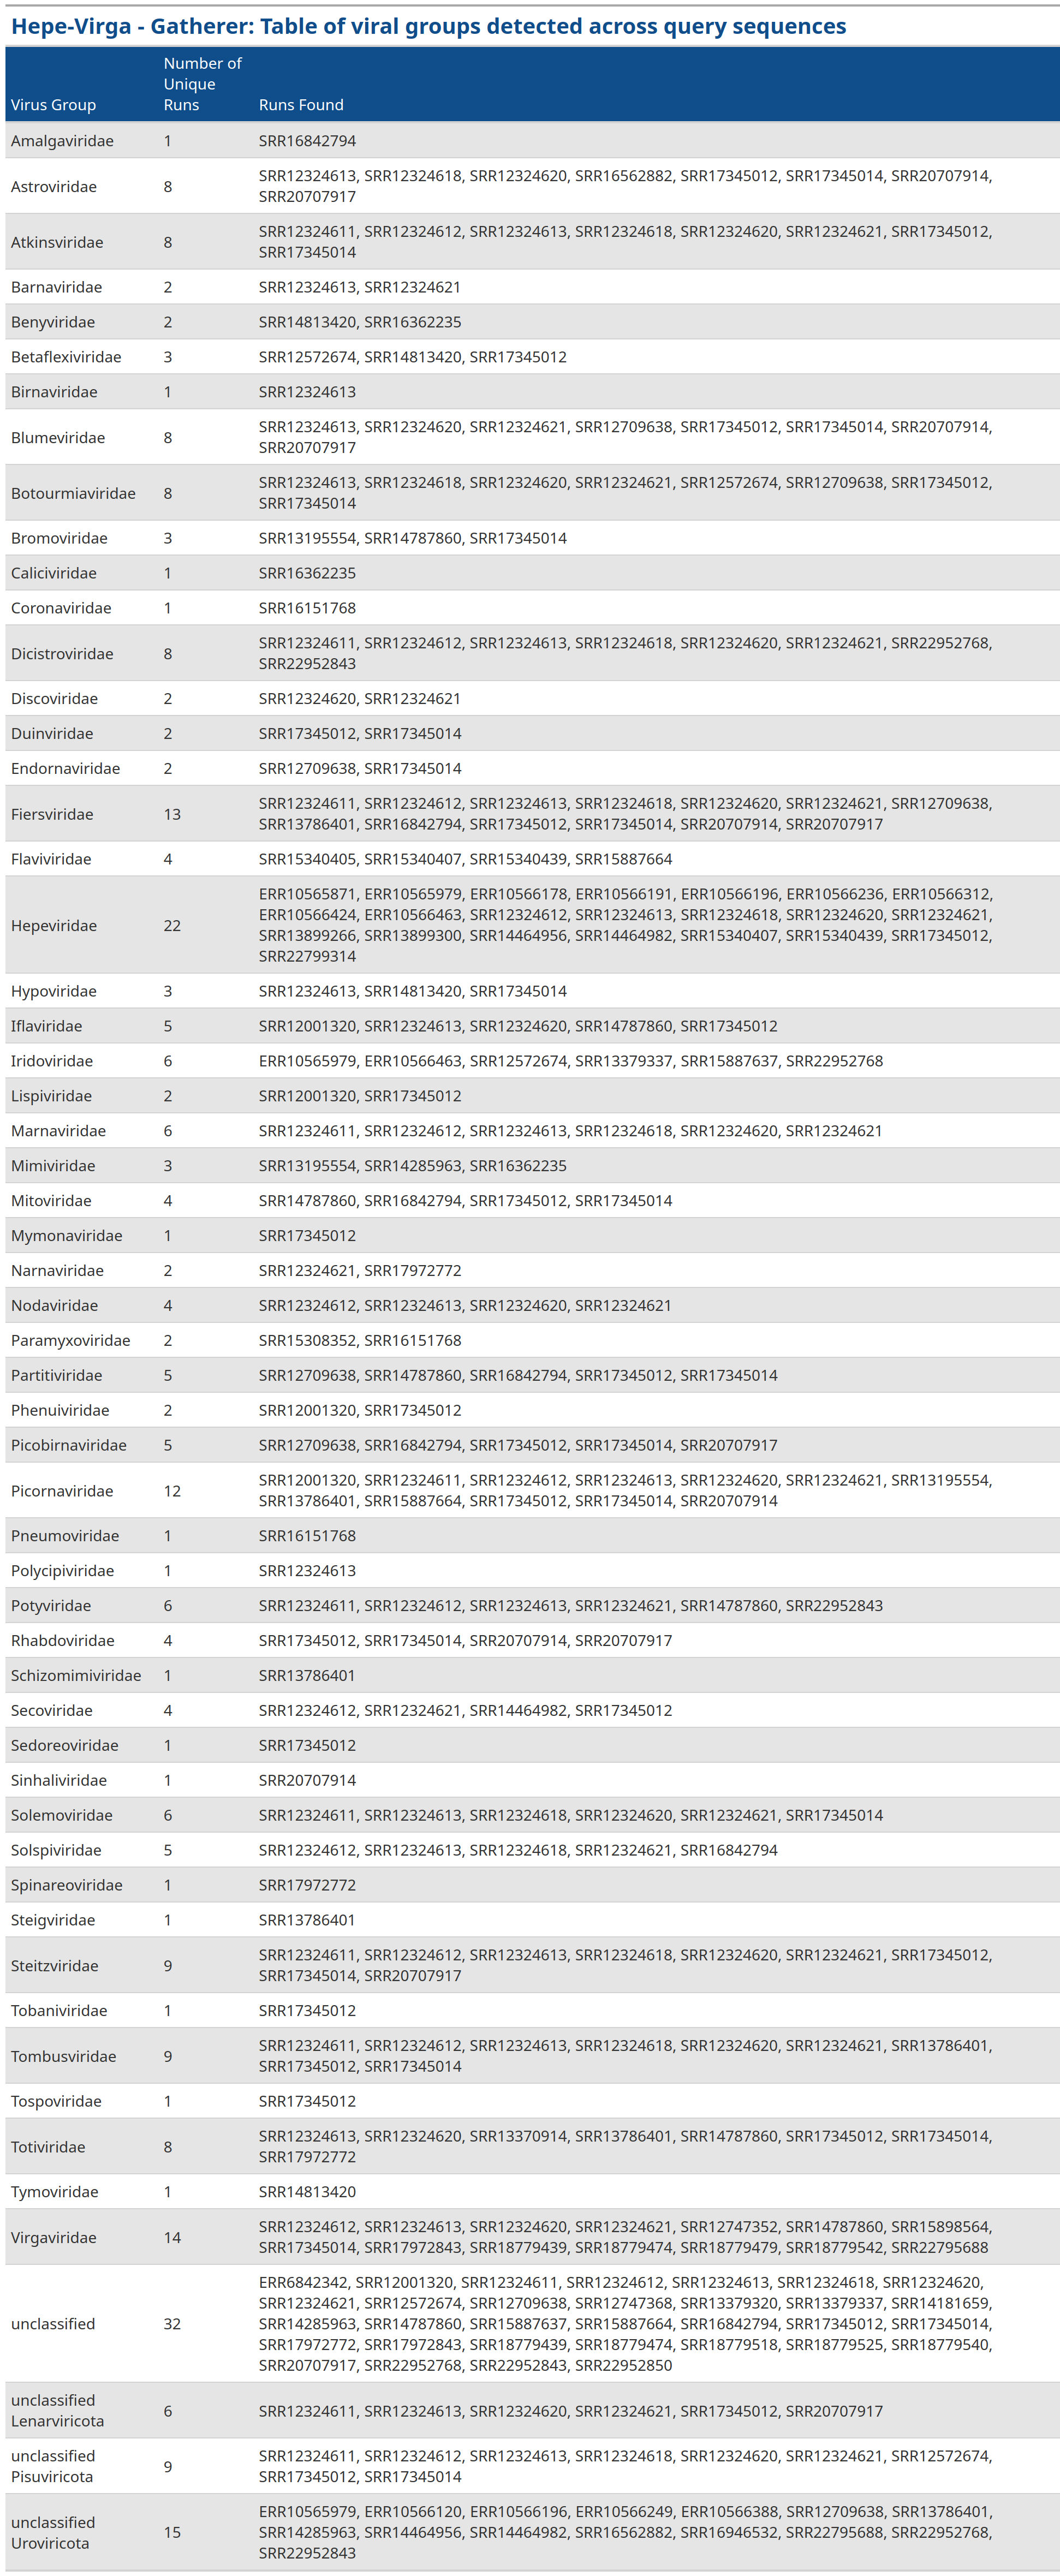 Hepe-Virga - Gatherer: Table of viral groups detected across query sequences
Virus Group
Number of
Unique
Runs
Runs Found
Amalgaviridae 1 SRR16842794
Astroviridae 8 SRR12324613, SRR12324618, SRR12324620, SRR16562882, SRR17345012, SRR17345014, SRR20707914,
SRR20707917
Atkinsviridae 8 SRR12324611, SRR12324612, SRR12324613, SRR12324618, SRR12324620, SRR12324621, SRR17345012,
SRR17345014
Barnaviridae 2 SRR12324613, SRR12324621
Benyviridae 2 SRR14813420, SRR16362235
Betaflexiviridae 3 SRR12572674, SRR14813420, SRR17345012
Birnaviridae 1 SRR12324613
Blumeviridae 8 SRR12324613, SRR12324620, SRR12324621, SRR12709638, SRR17345012, SRR17345014, SRR20707914,
SRR20707917
Botourmiaviridae 8 SRR12324613, SRR12324618, SRR12324620, SRR12324621, SRR12572674, SRR12709638, SRR17345012,
SRR17345014
Bromoviridae 3 SRR13195554, SRR14787860, SRR17345014
Caliciviridae 1 SRR16362235
Coronaviridae 1 SRR16151768
Dicistroviridae 8 SRR12324611, SRR12324612, SRR12324613, SRR12324618, SRR12324620, SRR12324621, SRR22952768,
SRR22952843
Discoviridae 2 SRR12324620, SRR12324621
Duinviridae 2 SRR17345012, SRR17345014
Endornaviridae 2 SRR12709638, SRR17345014
Fiersviridae 13 SRR12324611, SRR12324612, SRR12324613, SRR12324618, SRR12324620, SRR12324621, SRR12709638,
SRR13786401, SRR16842794, SRR17345012, SRR17345014, SRR20707914, SRR20707917
Flaviviridae 4 SRR15340405, SRR15340407, SRR15340439, SRR15887664
Hepeviridae 22 ERR10565871, ERR10565979, ERR10566178, ERR10566191, ERR10566196, ERR10566236, ERR10566312,
ERR10566424, ERR10566463, SRR12324612, SRR12324613, SRR12324618, SRR12324620, SRR12324621,
SRR13899266, SRR13899300, SRR14464956, SRR14464982, SRR15340407, SRR15340439, SRR17345012,
SRR22799314
Hypoviridae 3 SRR12324613, SRR14813420, SRR17345014
Iflaviridae 5 SRR12001320, SRR12324613, SRR12324620, SRR14787860, SRR17345012
Iridoviridae 6 ERR10565979, ERR10566463, SRR12572674, SRR13379337, SRR15887637, SRR22952768
Lispiviridae 2 SRR12001320, SRR17345012
Marnaviridae 6 SRR12324611, SRR12324612, SRR12324613, SRR12324618, SRR12324620, SRR12324621
Mimiviridae 3 SRR13195554, SRR14285963, SRR16362235
Mitoviridae 4 SRR14787860, SRR16842794, SRR17345012, SRR17345014
Mymonaviridae 1 SRR17345012
Narnaviridae 2 SRR12324621, SRR17972772
Nodaviridae 4 SRR12324612, SRR12324613, SRR12324620, SRR12324621
Paramyxoviridae 2 SRR15308352, SRR16151768
Partitiviridae 5 SRR12709638, SRR14787860, SRR16842794, SRR17345012, SRR17345014
Phenuiviridae 2 SRR12001320, SRR17345012
Picobirnaviridae 5 SRR12709638, SRR16842794, SRR17345012, SRR17345014, SRR20707917
Picornaviridae 12 SRR12001320, SRR12324611, SRR12324612, SRR12324613, SRR12324620, SRR12324621, SRR13195554,
SRR13786401, SRR15887664, SRR17345012, SRR17345014, SRR20707914
Pneumoviridae 1 SRR16151768
Polycipiviridae 1 SRR12324613
Potyviridae 6 SRR12324611, SRR12324612, SRR12324613, SRR12324621, SRR14787860, SRR22952843
Rhabdoviridae 4 SRR17345012, SRR17345014, SRR20707914, SRR20707917
Schizomimiviridae 1 SRR13786401
Secoviridae 4 SRR12324612, SRR12324621, SRR14464982, SRR17345012
Sedoreoviridae 1 SRR17345012
Sinhaliviridae 1 SRR20707914
Solemoviridae 6 SRR12324611, SRR12324613, SRR12324618, SRR12324620, SRR12324621, SRR17345014
Solspiviridae 5 SRR12324612, SRR12324613, SRR12324618, SRR12324621, SRR16842794
Spinareoviridae 1 SRR17972772
Steigviridae 1 SRR13786401
Steitzviridae 9 SRR12324611, SRR12324612, SRR12324613, SRR12324618, SRR12324620, SRR12324621, SRR17345012,
SRR17345014, SRR20707917
Tobaniviridae 1 SRR17345012
Tombusviridae 9 SRR12324611, SRR12324612, SRR12324613, SRR12324618, SRR12324620, SRR12324621, SRR13786401,
SRR17345012, SRR17345014
Tospoviridae 1 SRR17345012
Totiviridae 8 SRR12324613, SRR12324620, SRR13370914, SRR13786401, SRR14787860, SRR17345012, SRR17345014,
SRR17972772
Tymoviridae 1 SRR14813420
Virgaviridae 14 SRR12324612, SRR12324613, SRR12324620, SRR12324621, SRR12747352, SRR14787860, SRR15898564,
SRR17345014, SRR17972843, SRR18779439, SRR18779474, SRR18779479, SRR18779542, SRR22795688
unclassified 32 ERR6842342, SRR12001320, SRR12324611, SRR12324612, SRR12324613, SRR12324618, SRR12324620,
SRR12324621, SRR12572674, SRR12709638, SRR12747368, SRR13379320, SRR13379337, SRR14181659,
SRR14285963, SRR14787860, SRR15887637, SRR15887664, SRR16842794, SRR17345012, SRR17345014,
SRR17972772, SRR17972843, SRR18779439, SRR18779474, SRR18779518, SRR18779525, SRR18779540,
SRR20707917, SRR22952768, SRR22952843, SRR22952850
unclassified
Lenarviricota 6 SRR12324611, SRR12324613, SRR12324620, SRR12324621, SRR17345012, SRR20707917
unclassified
Pisuviricota 9 SRR12324611, SRR12324612, SRR12324613, SRR12324618, SRR12324620, SRR12324621, SRR12572674,
SRR17345012, SRR17345014
unclassified
Uroviricota 15 ERR10565979, ERR10566120, ERR10566196, ERR10566249, ERR10566388, SRR12709638, SRR13786401,
SRR14285963, SRR14464956, SRR14464982, SRR16562882, SRR16946532, SRR22795688, SRR22952768,
SRR22952843